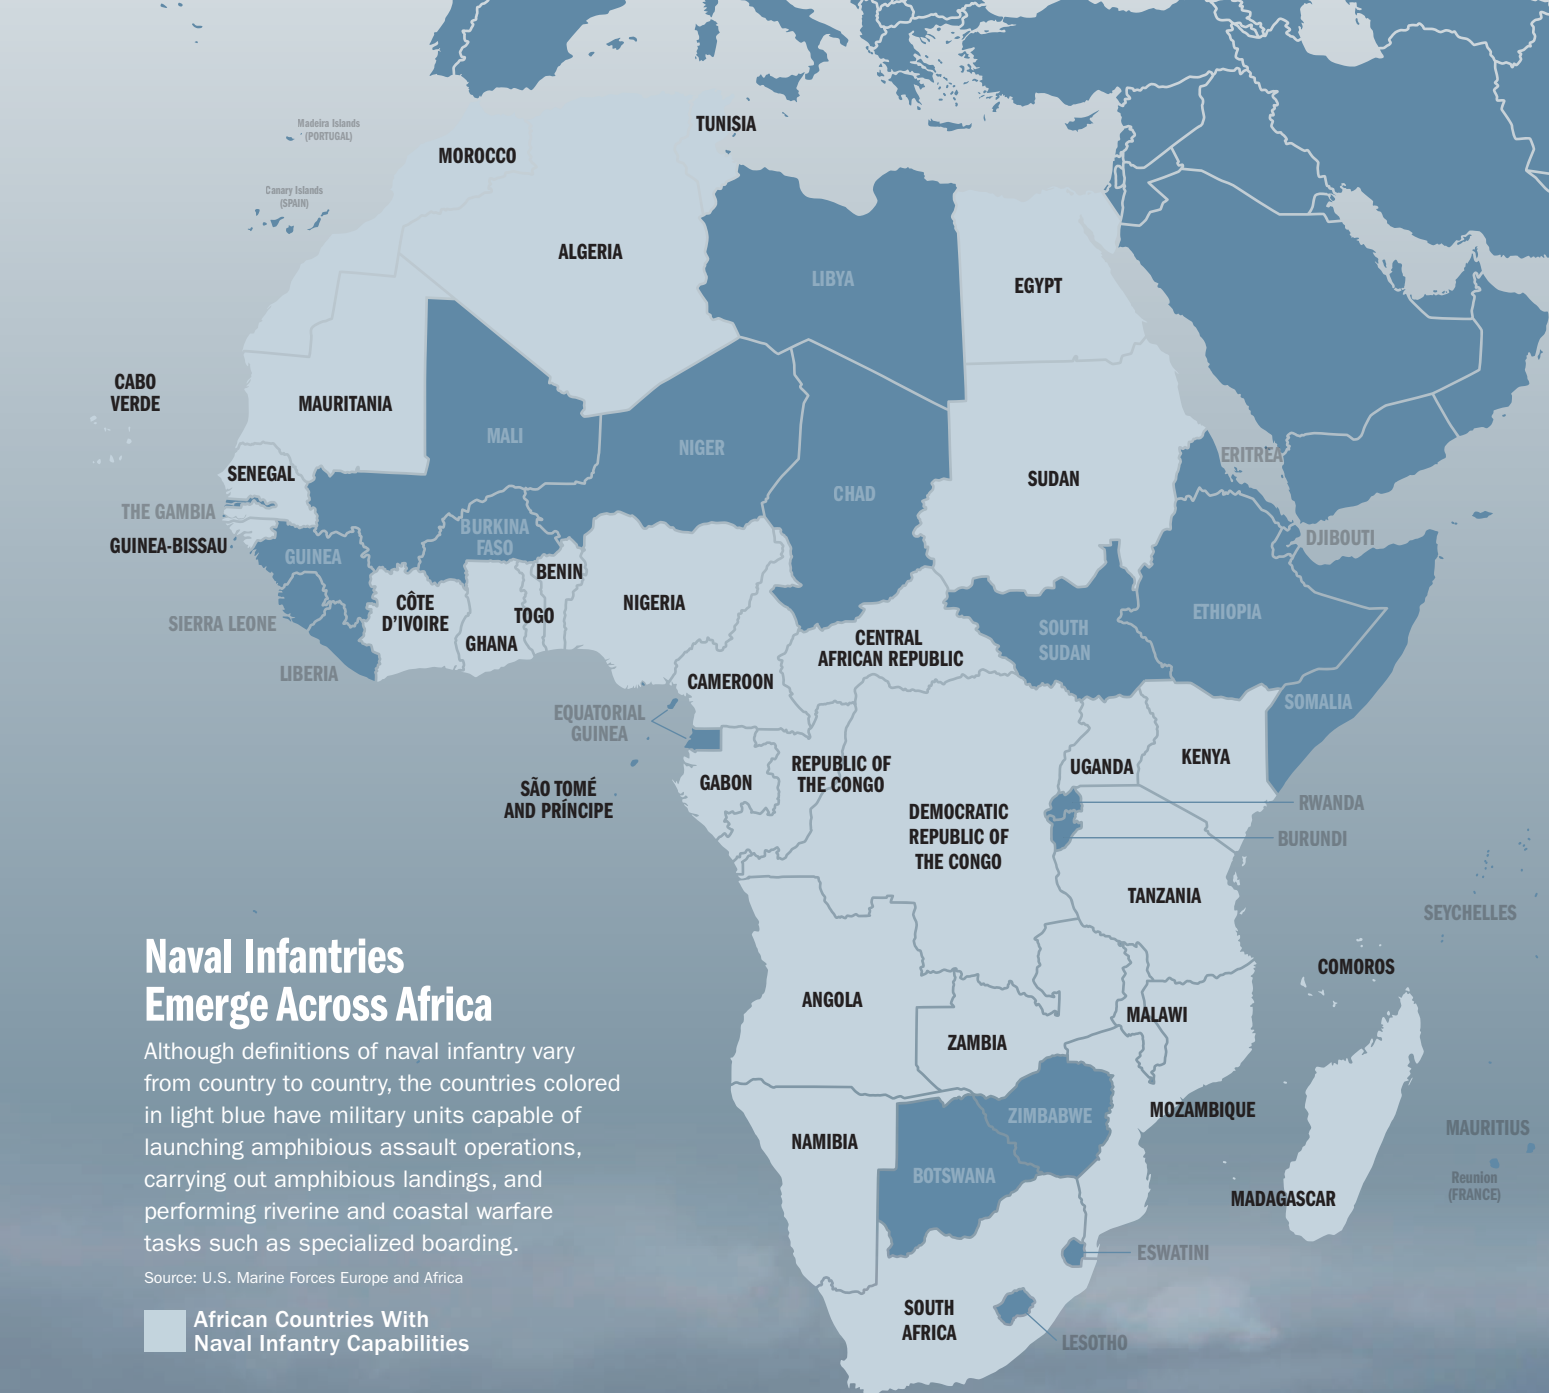 Madeira Islands
(PORTUGAL)
TUNISIA
MOROCCO
Canary Islands
(SPAIN)
ALGERIA
LIBYA
EGYPT
CABO
VERDE
MAURITANIA
MALI
NIGER
CHAD
SUDAN
ERITREA
SENEGAL
THE GAMBIA
GUINEA-BISSAU
GUINEA
BURKINA
FASO
DJIBOUTI
BENIN
NIGERIA
CÔTE
D'IVOIRE
TOGO
GHANA
ETHIOPIA
SIERRA LEONE
LIBERIA
SOUTH
SUDAN
CENTRAL
AFRICAN REPUBLIC
CAMEROON
SOMALIA
EQUATORIAL
GUINEA
SÃO TOMÉ
AND PRÍNCIPE
GABON
REPUBLIC OF
THE CONGO
UGANDA
KENYA
DEMOCRATIC
REPUBLIC OF
THE CONGO
RWANDA
BURUNDI
TANZANIA
SEYCHELLES
COMOROS
ANGOLA
ZAMBIA
MALAWI
ZIMBABWE
MOZAMBIQUE
MAURITIUS
NAMIBIA
BOTSWANA
Reunion
(FRANCE)
MADAGASCAR
ESWATINI
SOUTH
AFRICA
LESOTHO
Naval Infantries
Emerge Across Africa
Although definitions of naval infantry vary
from country to country, the countries colored
in light blue have military units capable of
launching amphibious assault operations,
carrying out amphibious landings, and
performing riverine and coastal warfare
tasks such as specialized boarding.
Source: U.S. Marine Forces Europe and Africa
African Countries With
Naval Infantry Capabilities